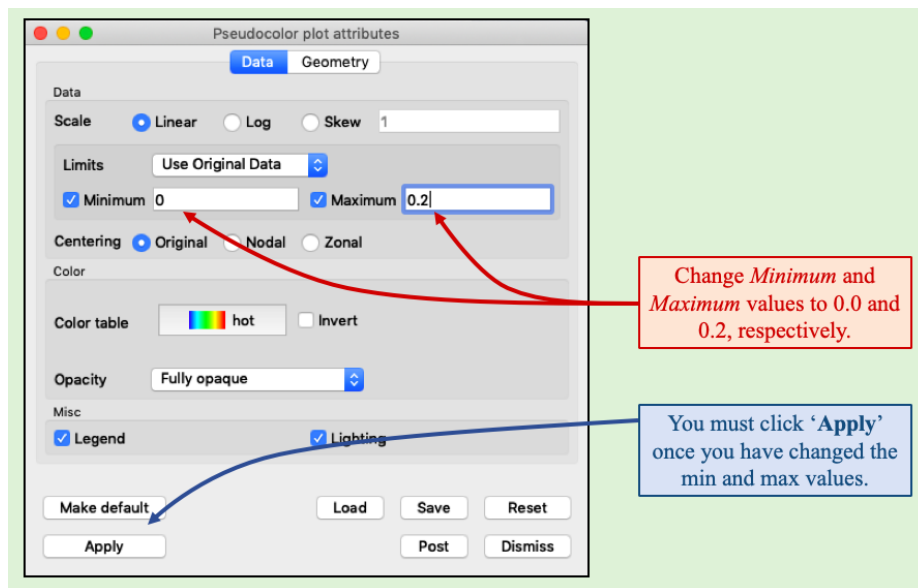 Pseudocolor plot attributes
Data Geometry
Data
Scale Linear Log Skew 1
Limits Use Original Data
Minimum 0 Maximum 0.2
Centering Original Nodal Zonal
Color
Color table hot Invert
Opacity Fully opaque
Misc
Legend Lighting
Make default Load Save Reset
Apply Post Dismiss
Change Minimum and
Maximum values to 0.0 and
0.2, respectively.
You must click ‘Apply’
once you have changed the
min and max values.